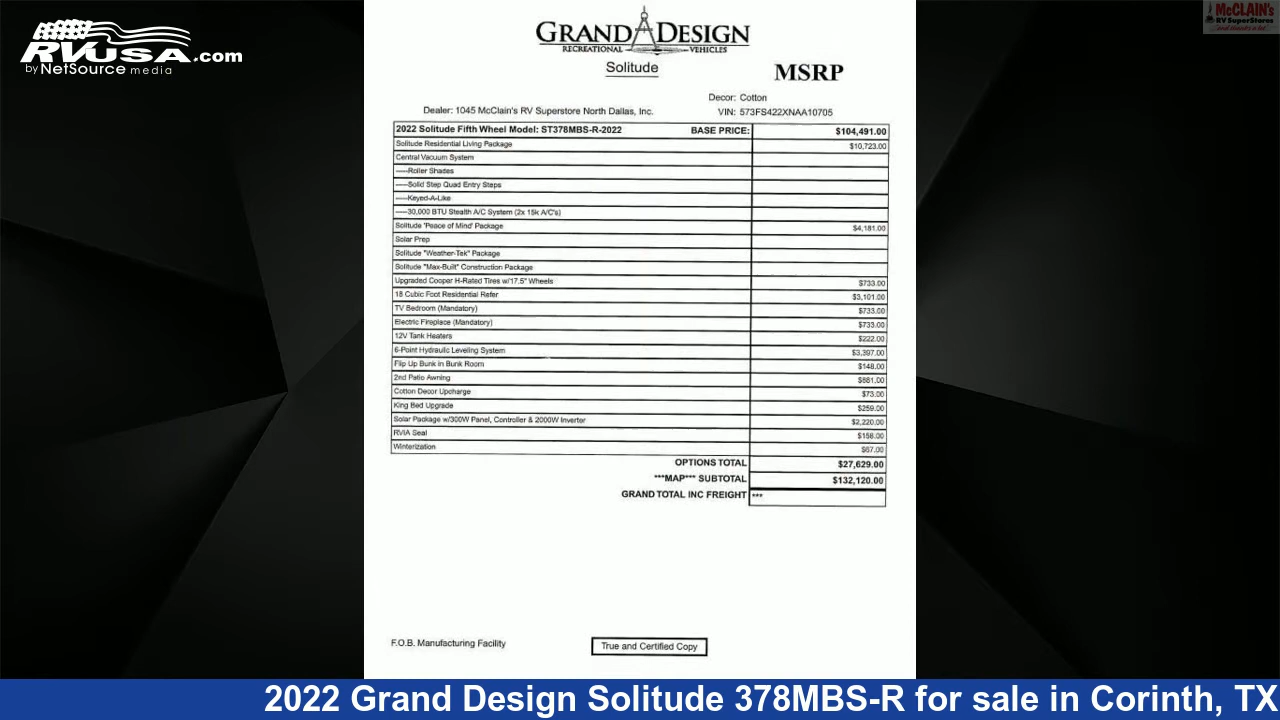 RVUSA.com
by NetSource media
McCLAIN's
RV SuperStores
GRAND DESIGN
RECREATIONAL VEHICLES
Solitude
MSRP
Decor: Cotton
Dealer: 1045 McClain's RV Superstore North Dallas, Inc.
VIN: 573FS422XNAA10705
2022 Solitude Fifth Wheel Model: ST378MBS-R-2022 BASE PRICE: $104,491.00
Solitude Residential Living Package $10,723.00
Central Vacuum System
-----Roller Shades
-----Solid Step Quad Entry Steps
-----Keyed-A-Like
-----30,000 BTU Stealth A/C System (2x 15k A/C's)
Solitude 'Peace of Mind' Package $4,181.00
Solar Prep
Solitude "Weather-Tek" Package
Solitude "Max-Built" Construction Package
Upgraded Cooper H-Rated Tires w/17.5" Wheels $733.00
18 Cubic Foot Residential Refer $3,101.00
TV Bedroom (Mandatory) $733.00
Electric Fireplace (Mandatory) $733.00
12V Tank Heaters $222.00
6-Point Hydraulic Leveling System $3,397.00
Flip Up Bunk in Bunk Room $148.00
2nd Patio Awning $881.00
Cotton Decor Upcharge $73.00
King Bed Upgrade $259.00
Solar Package w/300W Panel, Controller & 2000W Inverter $2,220.00
RVIA Seal $158.00
Winterization $67.00
OPTIONS TOTAL $27,629.00
***MAP*** SUBTOTAL $132,120.00
GRAND TOTAL INC FREIGHT ***
F.O.B. Manufacturing Facility
True and Certified Copy
2022 Grand Design Solitude 378MBS-R for sale in Corinth, TX